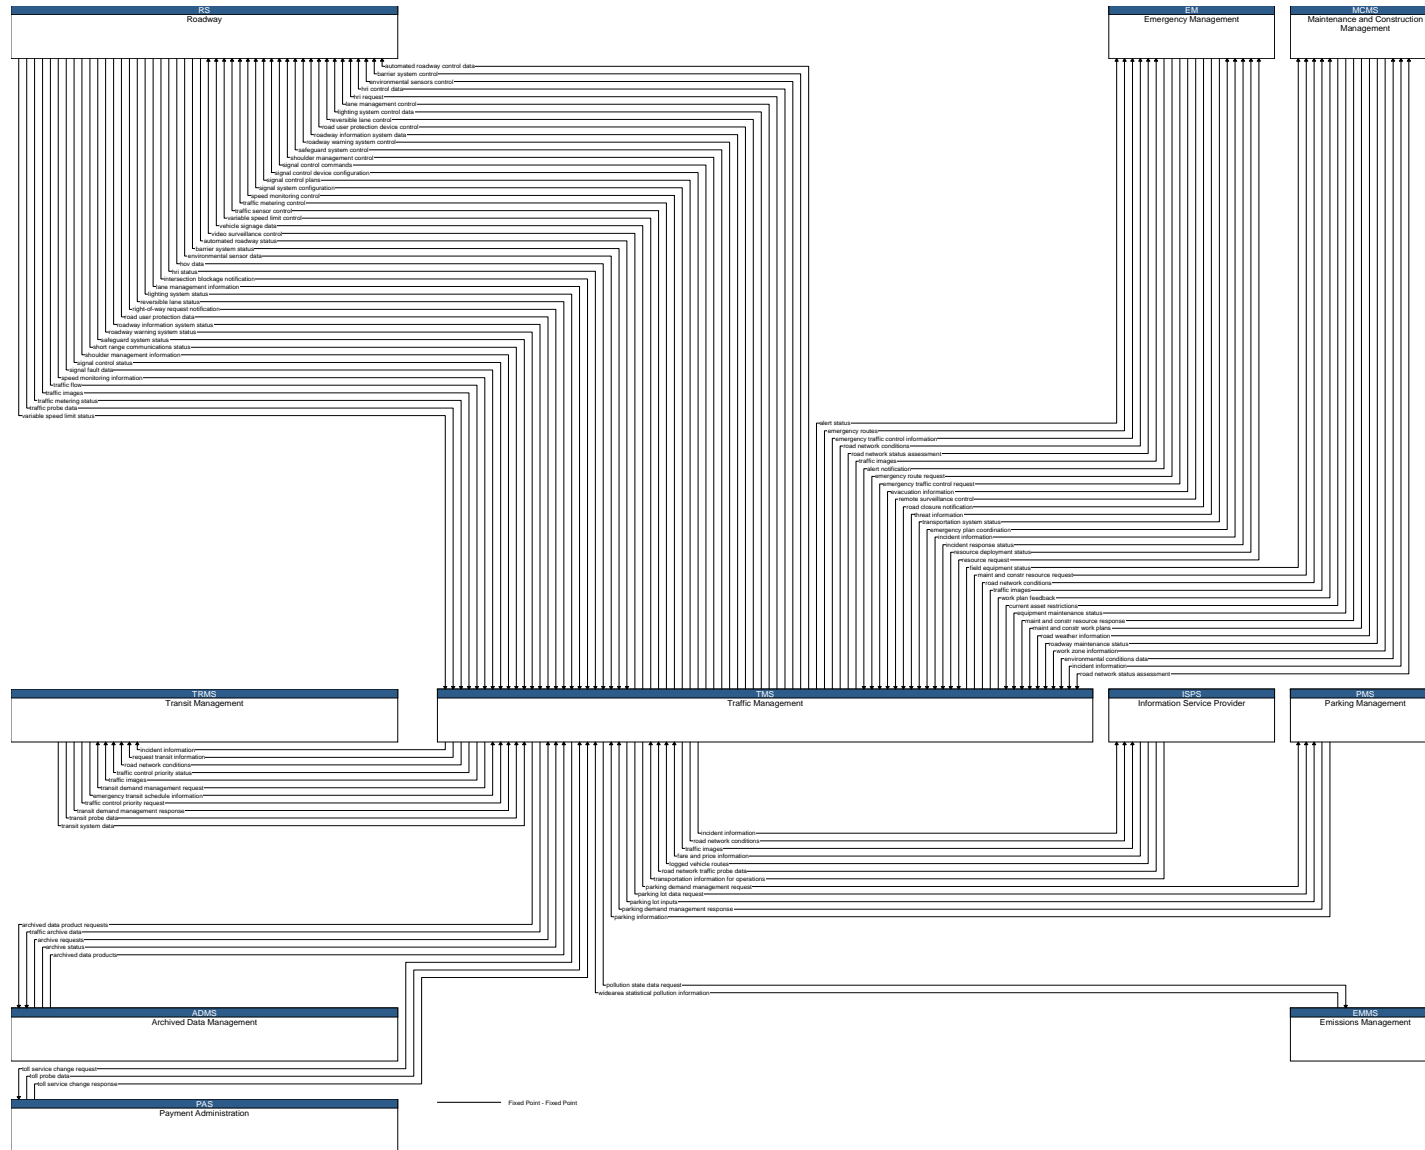 RS
Roadway
EM
Emergency Management
MCMS
Maintenance and Construction
Management
automated roadway control data
barrier system control
environmental sensors control
hri control data
hri request
lane management control
lighting system control data
reversible lane control
road user protection device control
roadway information system data
roadway warning system control
safeguard system control
shoulder management control
signal control commands
signal control device configuration
signal control plans
signal system configuration
speed monitoring control
traffic metering control
traffic sensor control
variable speed limit control
vehicle signage data
video surveillance control
automated roadway status
barrier system status
environmental sensor data
hov data
hri status
intersection blockage notification
lane management information
lighting system status
reversible lane status
right-of-way request notification
road user protection data
roadway information system status
roadway warning system status
safeguard system status
short range communications status
shoulder management information
signal control status
signal fault data
speed monitoring information
traffic flow
traffic images
traffic metering status
traffic probe data
variable speed limit status
alert status
emergency routes
emergency traffic control information
road network conditions
road network status assessment
traffic images
alert notification
emergency route request
emergency traffic control request
evacuation information
remote surveillance control
road closure notification
threat information
transportation system status
emergency plan coordination
incident information
incident response status
resource deployment status
resource request
field equipment status
maint and constr resource request
road network conditions
traffic images
work plan feedback
current asset restrictions
equipment maintenance status
maint and constr resource response
maint and constr work plans
road weather information
roadway maintenance status
work zone information
environmental conditions data
incident information
road network status assessment
TRMS
Transit Management
TMS
Traffic Management
ISPS
Information Service Provider
PMS
Parking Management
incident information
request transit information
road network conditions
traffic control priority status
traffic images
transit demand management request
emergency transit schedule information
traffic control priority request
transit demand management response
transit probe data
transit system data
incident information
road network conditions
traffic images
fare and price information
logged vehicle routes
road network traffic probe data
transportation information for operations
parking demand management request
parking lot data request
parking lot inputs
parking demand management response
parking information
archived data product requests
traffic archive data
archive requests
archive status
archived data products
pollution state data request
widearea statistical pollution information
ADMS
Archived Data Management
EMMS
Emissions Management
toll service change request
toll probe data
toll service change response
PAS
Payment Administration
Fixed Point - Fixed Point